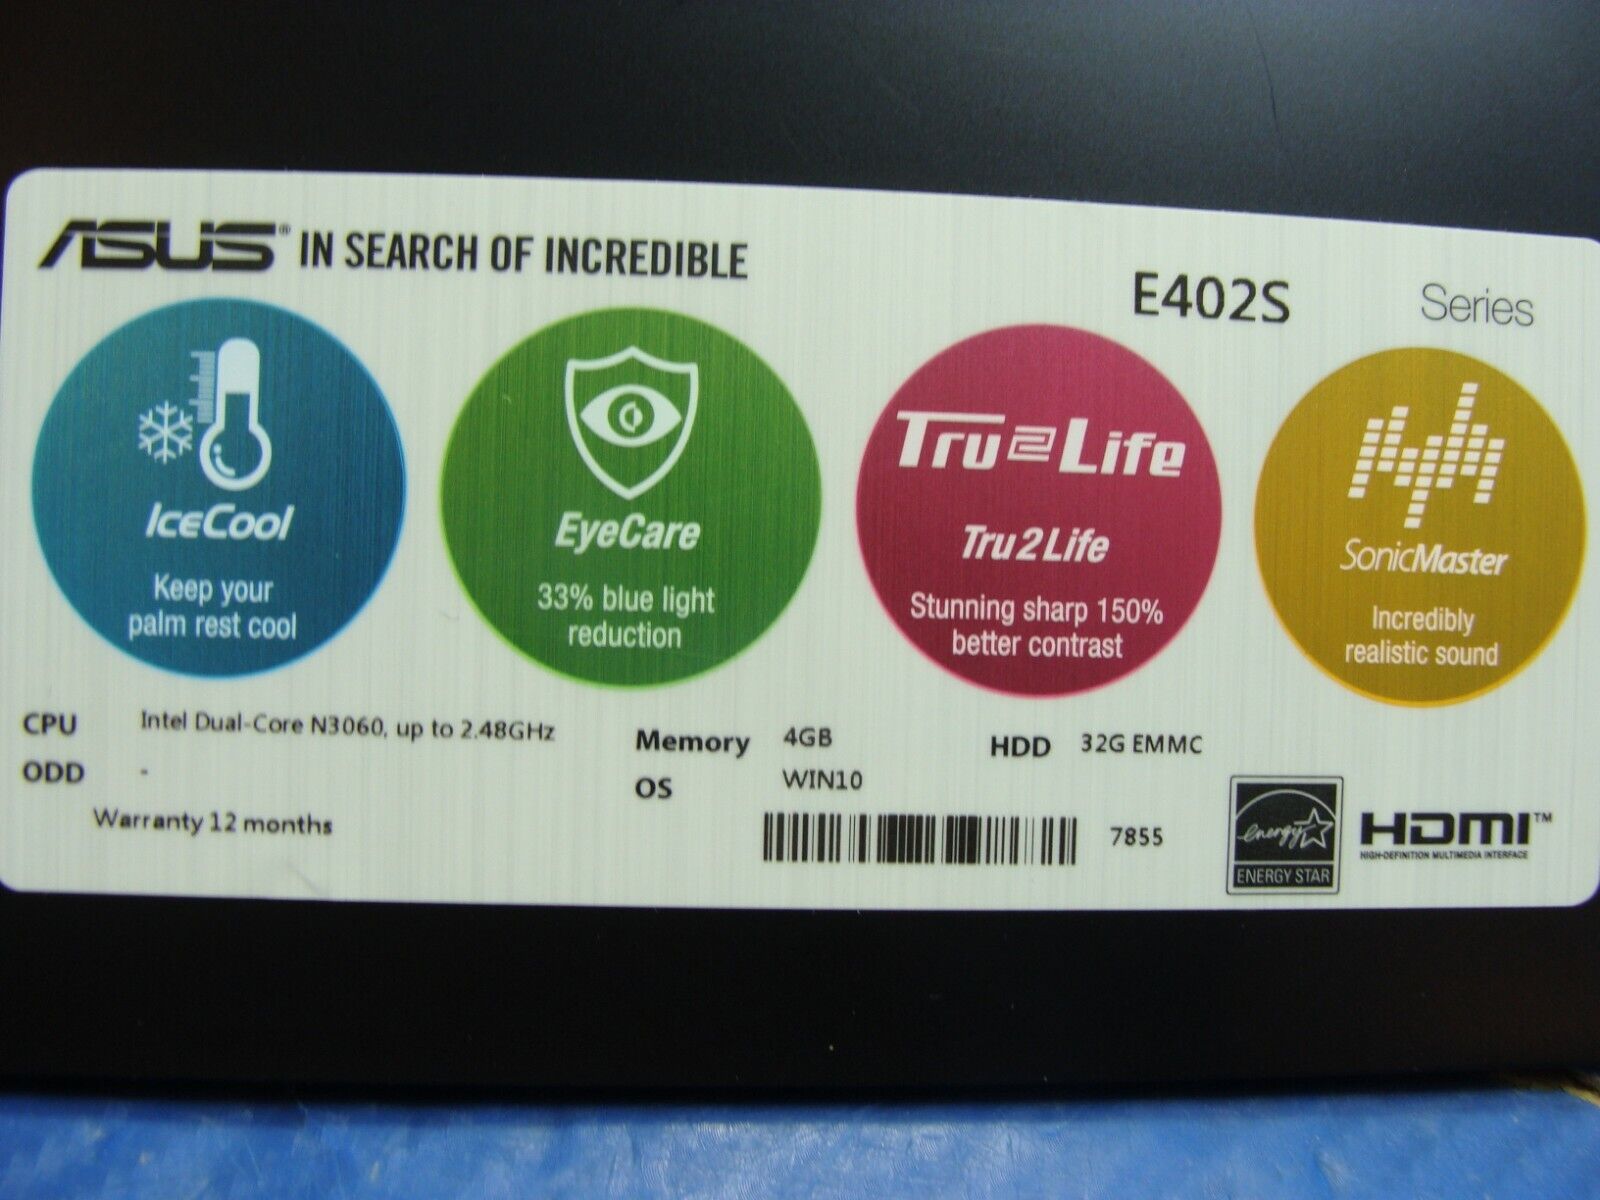 ASUS® IN SEARCH OF INCREDIBLE
E402S Series
IceCool
Keep your
palm rest cool
EyeCare
33% blue light
reduction
Tru2Life
Tru2Life
Stunning sharp 150%
better contrast
SonicMaster
Incredibly
realistic sound
CPU Intel Dual-Core N3060, up to 2.48GHz
Memory 4GB
HDD 32G EMMC
ODD -
OS WIN10
Warranty 12 months
7855
energy
ENERGY STAR
HDMI™
HIGH-DEFINITION MULTIMEDIA INTERFACE